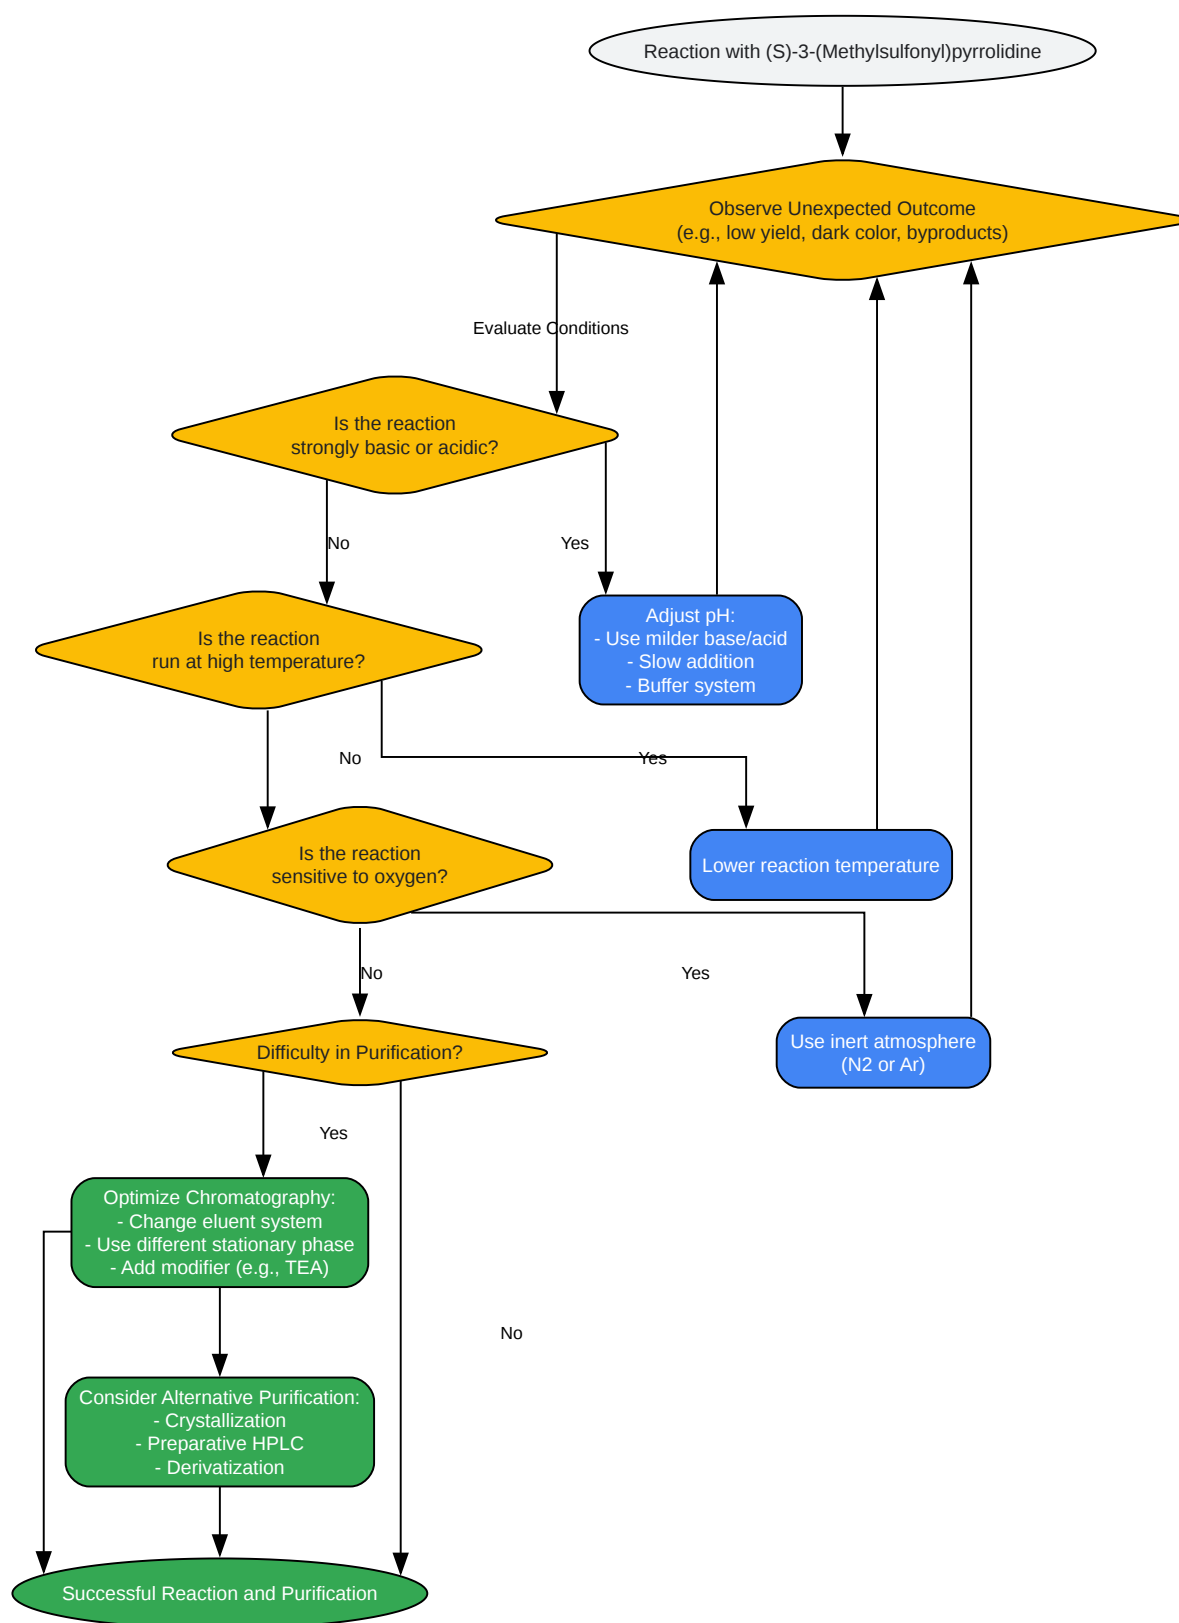 Reaction with (S)-3-(Methylsulfonyl)pyrrolidine
Observe Unexpected Outcome
(e.g., low yield, dark color, byproducts)
Evaluate Conditions
Is the reaction
strongly basic or acidic?
No
Yes
Adjust pH:
- Use milder base/acid
- Slow addition
- Buffer system
Is the reaction
run at high temperature?
No
Yes
Lower reaction temperature
Is the reaction
sensitive to oxygen?
No
Yes
Use inert atmosphere
(N2 or Ar)
Difficulty in Purification?
Yes
Optimize Chromatography:
- Change eluent system
- Use different stationary phase
- Add modifier (e.g., TEA)
No
Consider Alternative Purification:
- Crystallization
- Preparative HPLC
- Derivatization
Successful Reaction and Purification